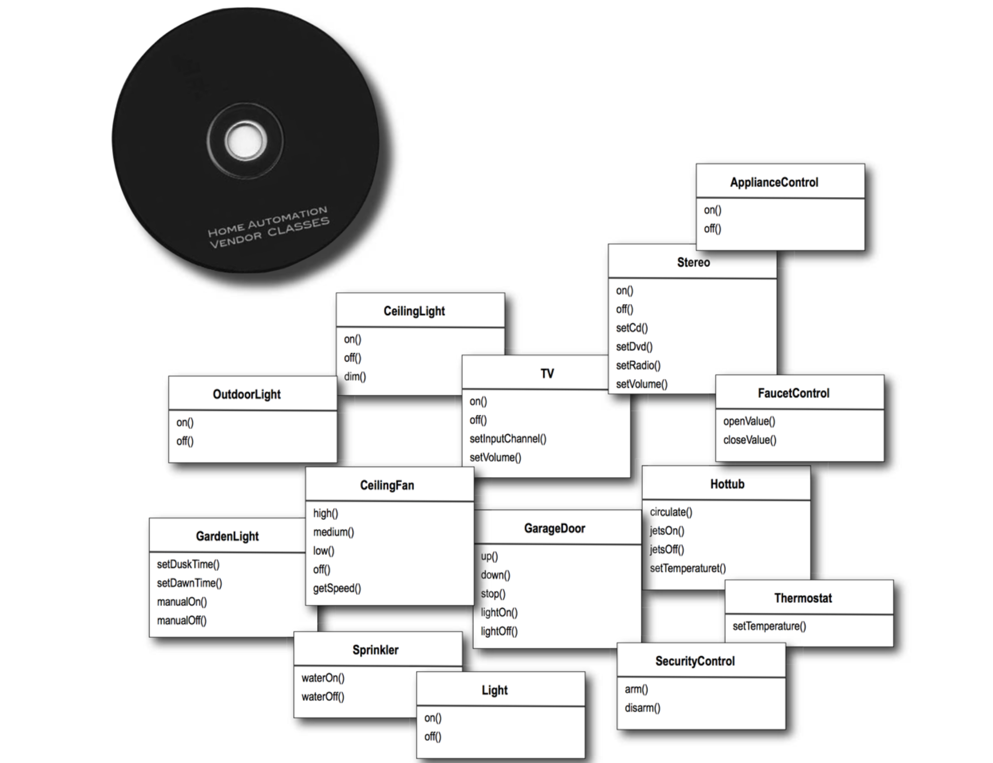 HOME AUTOMATION
VENDOR CLASSES
ApplianceControl
on()
off()
Stereo
on()
off()
setCd()
setDvd()
setRadio()
setVolume()
CeilingLight
on()
off()
dim()
TV
on()
off()
setInputChannel()
setVolume()
FaucetControl
openValue()
closeValue()
OutdoorLight
on()
off()
CeilingFan
high()
medium()
low()
off()
getSpeed()
Hottub
circulate()
jetsOn()
jetsOff()
setTemperaturet()
GardenLight
setDuskTime()
setDawnTime()
manualOn()
manualOff()
GarageDoor
up()
down()
stop()
lightOn()
lightOff()
Thermostat
setTemperature()
Sprinkler
waterOn()
waterOff()
SecurityControl
arm()
disarm()
Light
on()
off()